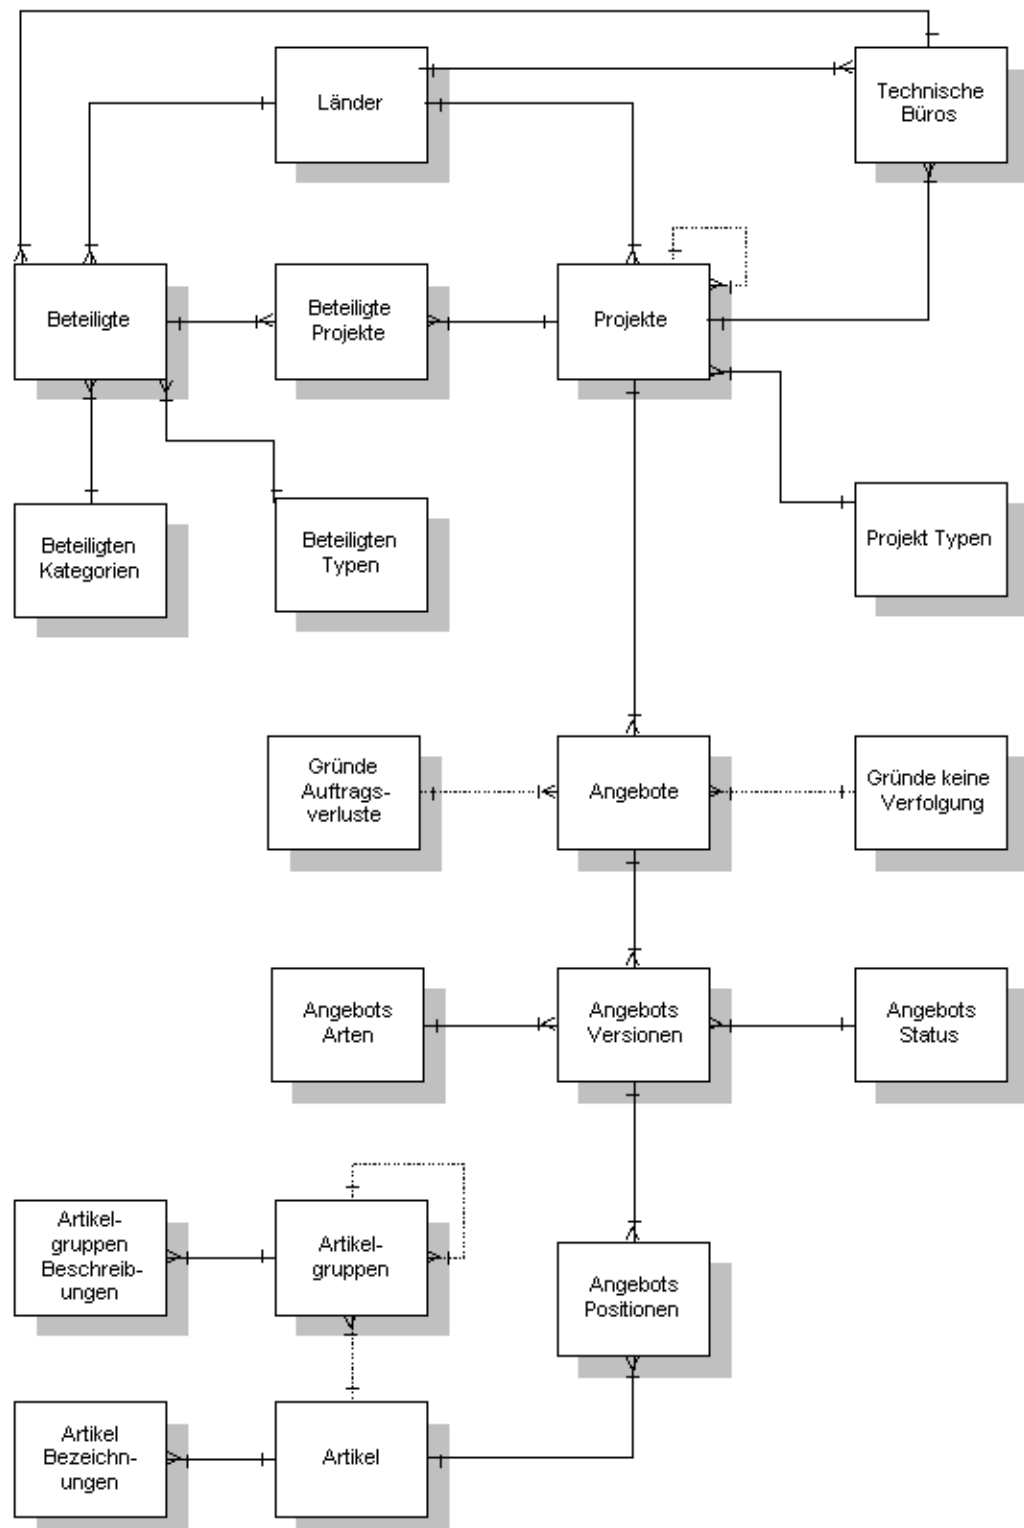 Länder
Technische
Büros
Beteiligte
Beteiligte
Projekte
Projekte
Beteiligten
Kategorien
Beteiligten
Typen
Projekt Typen
Gründe
Auftrags-
verluste
Angebote
Gründe keine
Verfolgung
Angebots
Arten
Angebots
Versionen
Angebots
Status
Artikel-
gruppen
Beschreib-
ungen
Artikel-
gruppen
Angebots
Positionen
Artikel
Bezeichn-
ungen
Artikel